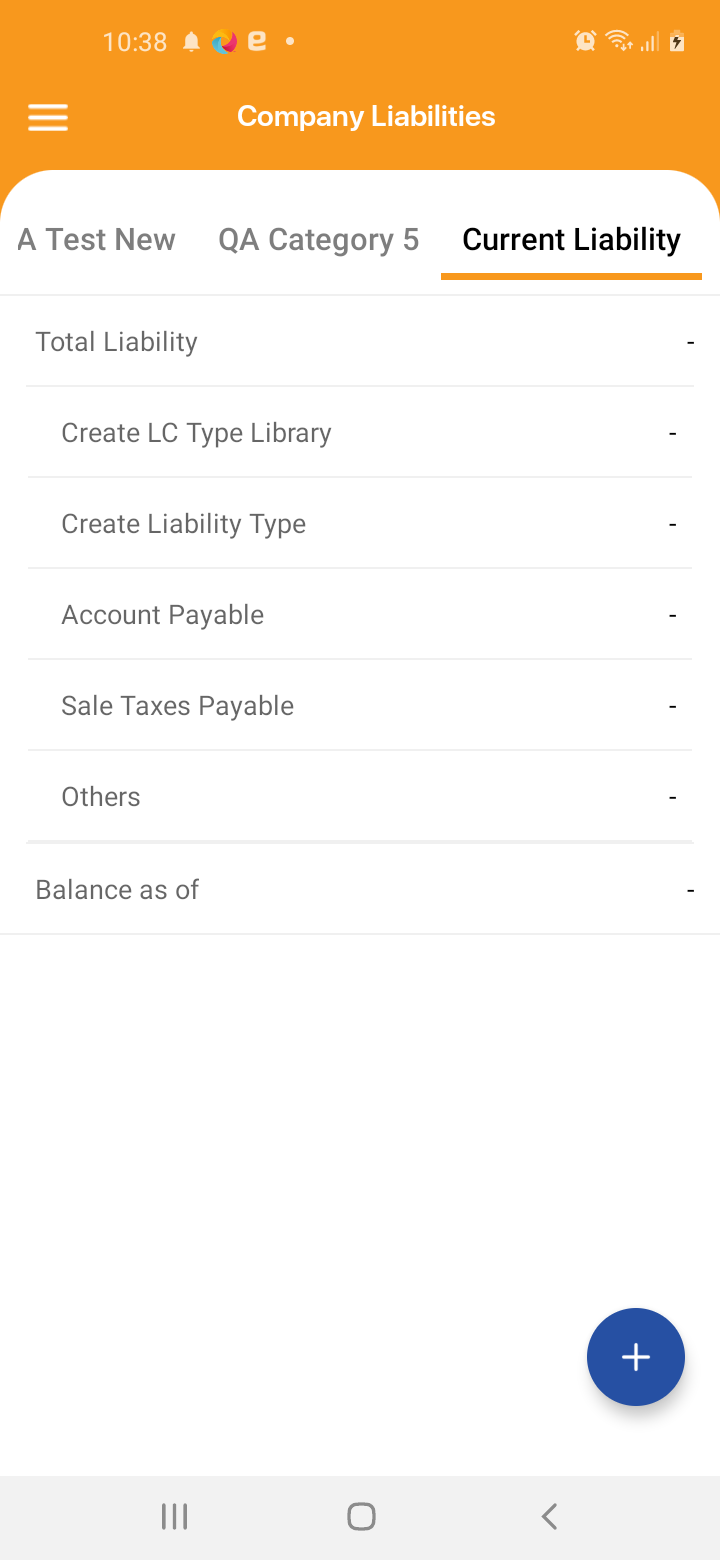 10:38
Company Liabilities
A Test New QA Category 5 Current Liability
Total Liability -
Create LC Type Library -
Create Liability Type -
Account Payable -
Sale Taxes Payable -
Others -
Balance as of -
+